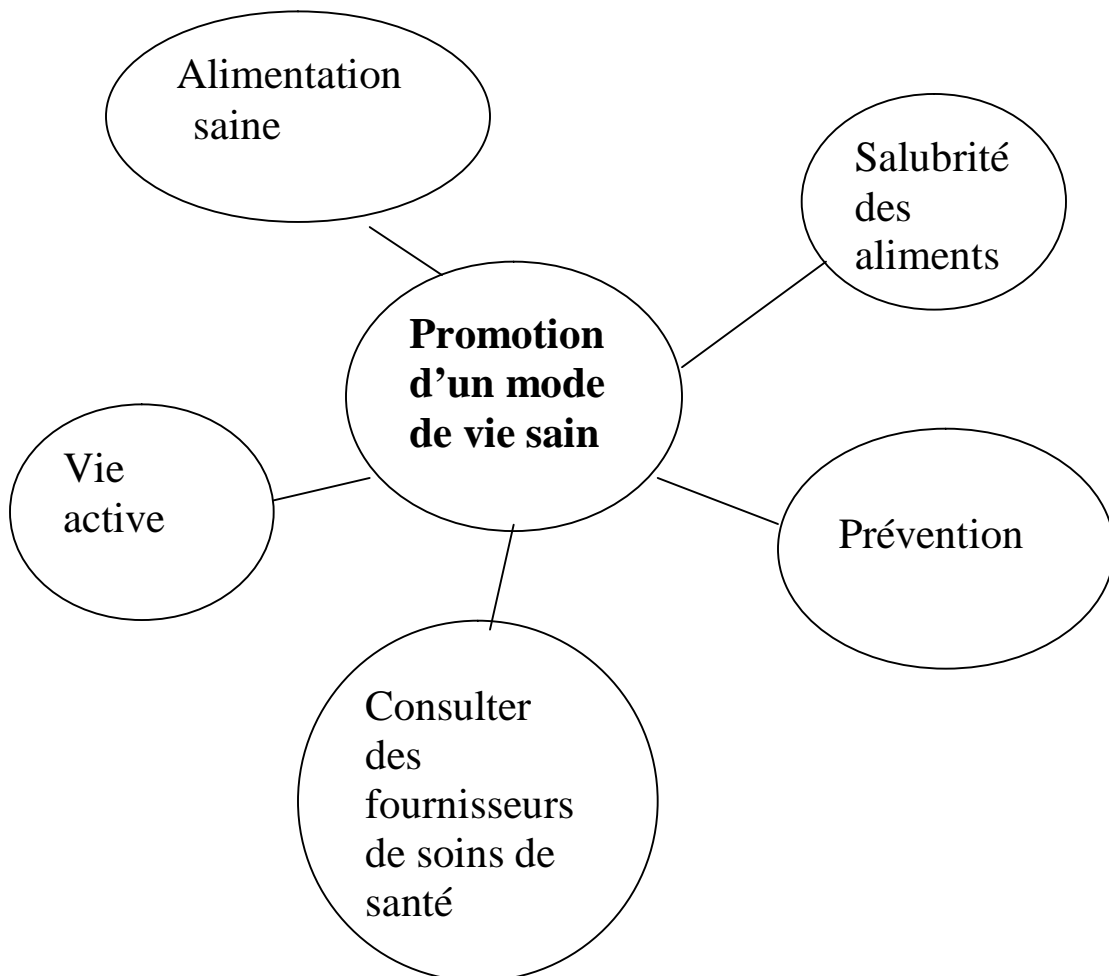 Alimentation
saine
Salubrité
des
aliments
Promotion
d’un mode
de vie sain
Vie
active
Prévention
Consulter
des
fournisseurs
de soins de
santé